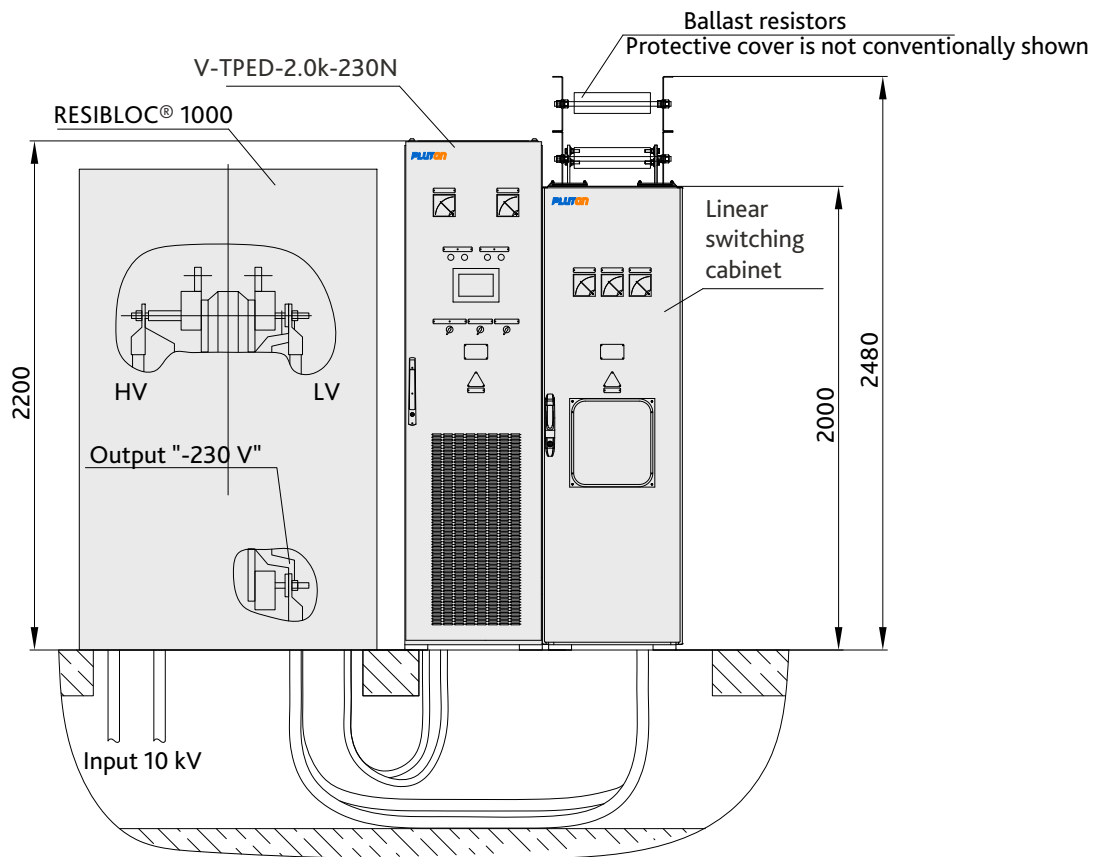 Ballast resistors
Protective cover is not conventionally shown
V-TPED-2.0k-230N
RESIBLOC® 1000
PLUTON
PLUTON
Linear
switching
cabinet
HV
LV
Output "-230 V"
2200
2000
2480
Input 10 kV